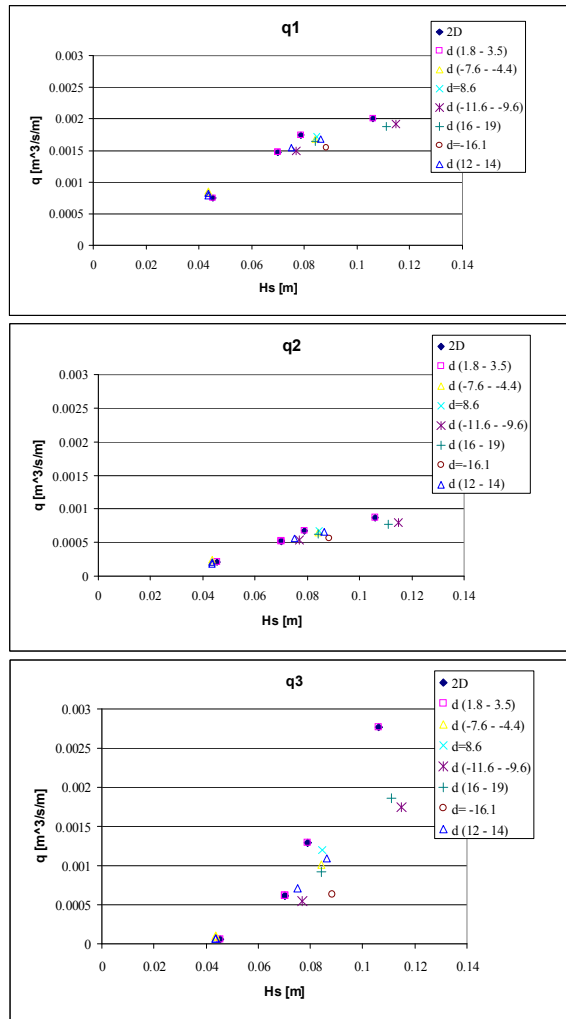 q1
0.003
0.0025
0.002
0.0015
0.001
0.0005
0
q [m^3/s/m]
0 0.02 0.04 0.06 0.08 0.1 0.12 0.14
Hs [m]
2D
d (1.8 - 3.5)
d (-7.6 - -4.4)
d=8.6
d (-11.6 - -9.6)
d (16 - 19)
d=-16.1
d (12 - 14)
q2
0.003
0.0025
0.002
0.0015
0.001
0.0005
0
q [m^3/s/m]
0 0.02 0.04 0.06 0.08 0.1 0.12 0.14
Hs [m]
2D
d (1.8 - 3.5)
d (-7.6 - -4.4)
d=8.6
d (-11.6 - -9.6)
d (16 - 19)
d=-16.1
d (12 - 14)
q3
0.003
0.0025
0.002
0.0015
0.001
0.0005
0
q [m^3/s/m]
0 0.02 0.04 0.06 0.08 0.1 0.12 0.14
Hs [m]
2D
d (1.8 - 3.5)
d (-7.6 - -4.4)
d=8.6
d (-11.6 - -9.6)
d (16 - 19)
d= -16.1
d (12 - 14)